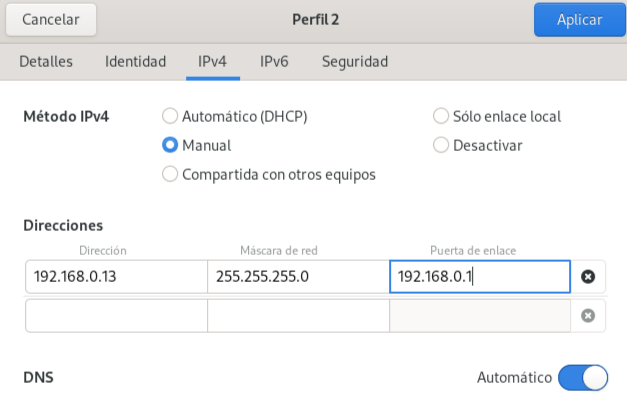 Cancelar Perfil 2 Aplicar
Detalles Identidad IPv4 IPv6 Seguridad
Método IPv4 Automático (DHCP) Sólo enlace local
Manual Desactivar
Compartida con otros equipos
Direcciones
Dirección Máscara de red Puerta de enlace
192.168.0.13 255.255.255.0 192.168.0.1
DNS Automático